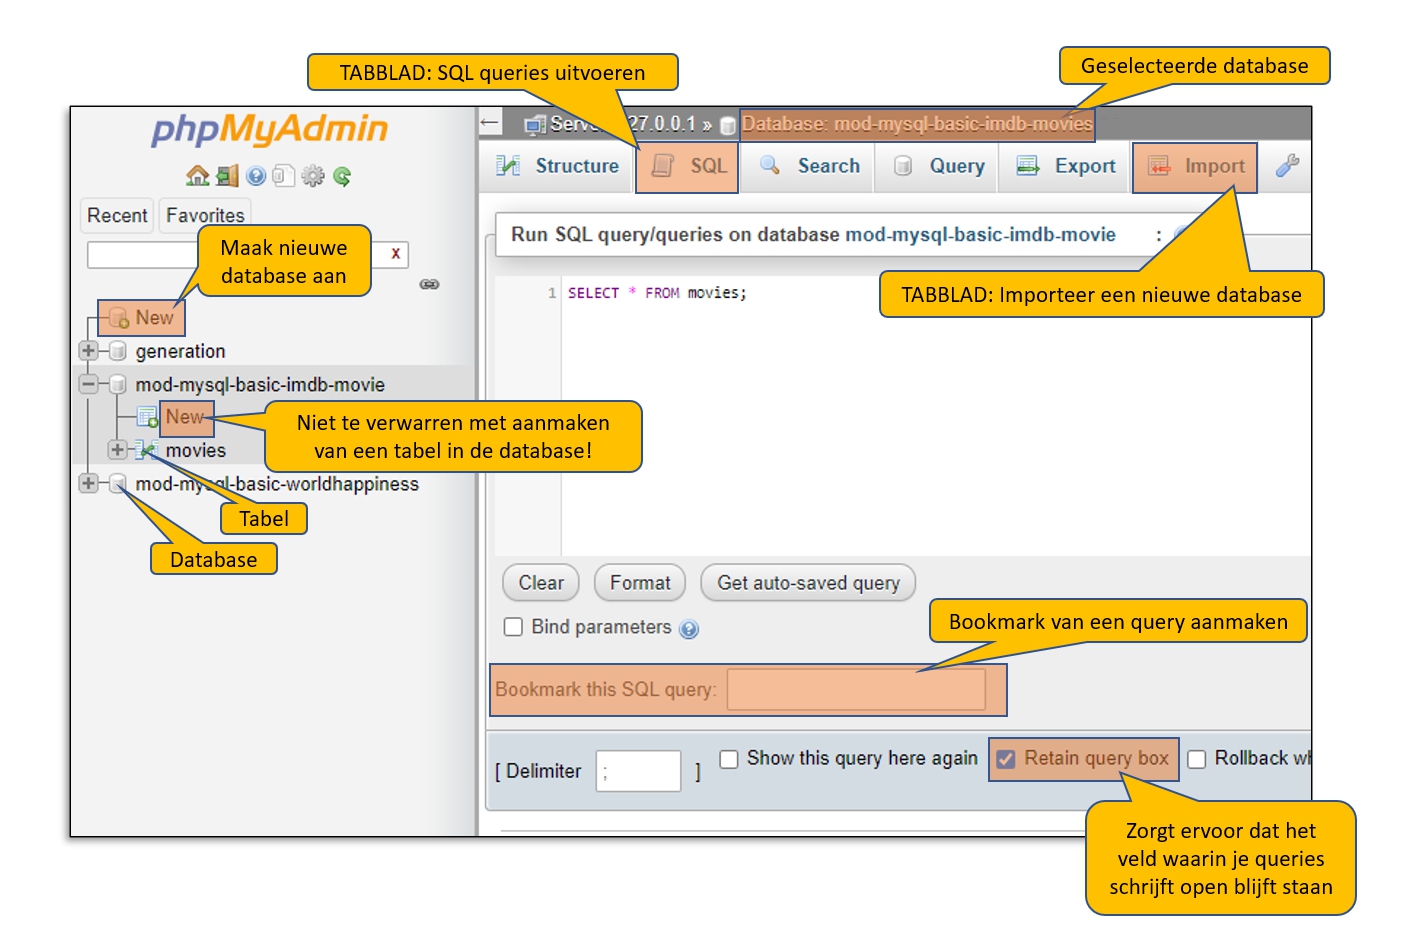 TABBLAD: SQL queries uitvoeren
Geselecteerde database
phpMyAdmin
Recent
Favorites
X
Maak nieuwe
database aan
New
generation
mod-mysql-basic-imdb-movie
New
movies
mod-mysql-basic-worldhappiness
Niet te verwarren met aanmaken
van een tabel in de database!
Tabel
Database
27.0.0.1 » Database: mod-mysql-basic-imdb-movies
Structure
SQL
Search
Query
Export
Import
Run SQL query/queries on database mod-mysql-basic-imdb-movie :
TABBLAD: Importeer een nieuwe database
1 SELECT * FROM movies;
Clear
Format
Get auto-saved query
Bind parameters
Bookmark van een query aanmaken
Bookmark this SQL query:
[ Delimiter ; ]
Show this query here again
Retain query box
Rollback
Zorgt ervoor dat het
veld waarin je queries
schrijft open blijft staan